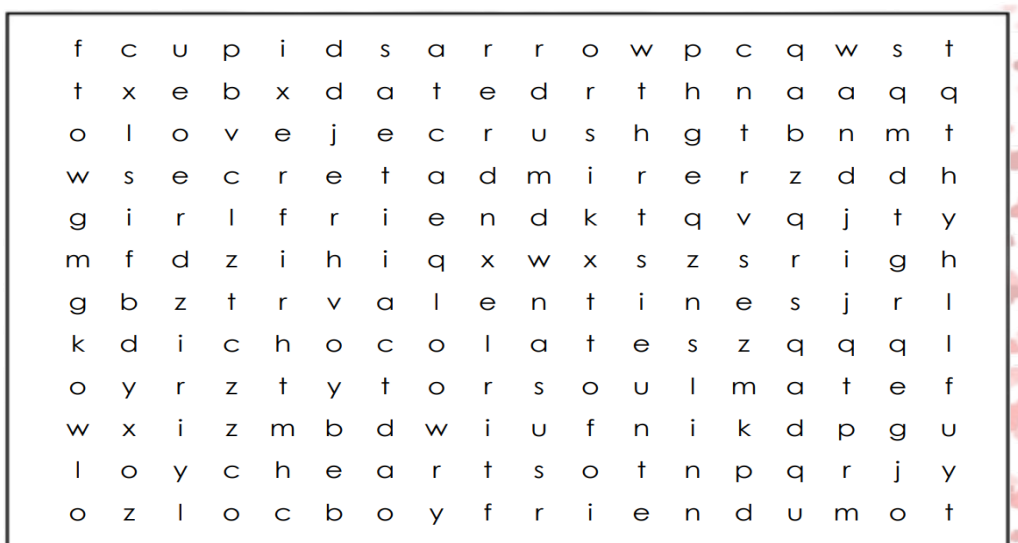 f c u p i d s a r r o w p c q w s t
t x e b x d a t e d r t h n a a q q
o l o v e j e c r u s h g t b n m t
w s e c r e t a d m i r e r z d d h
g i r l f r i e n d k t q v q j t y
m f d z i h i q x w x s z s r i g h
g b z t r v a l e n t i n e s j r l
k d i c h o c o l a t e s z q q q l
o y r z t y t o r s o u l m a t e f
w x i z m b d w i u f n i k d p g u
l o y c h e a r t s o t n p q r j y
o z l o c b o y f r i e n d u m o t